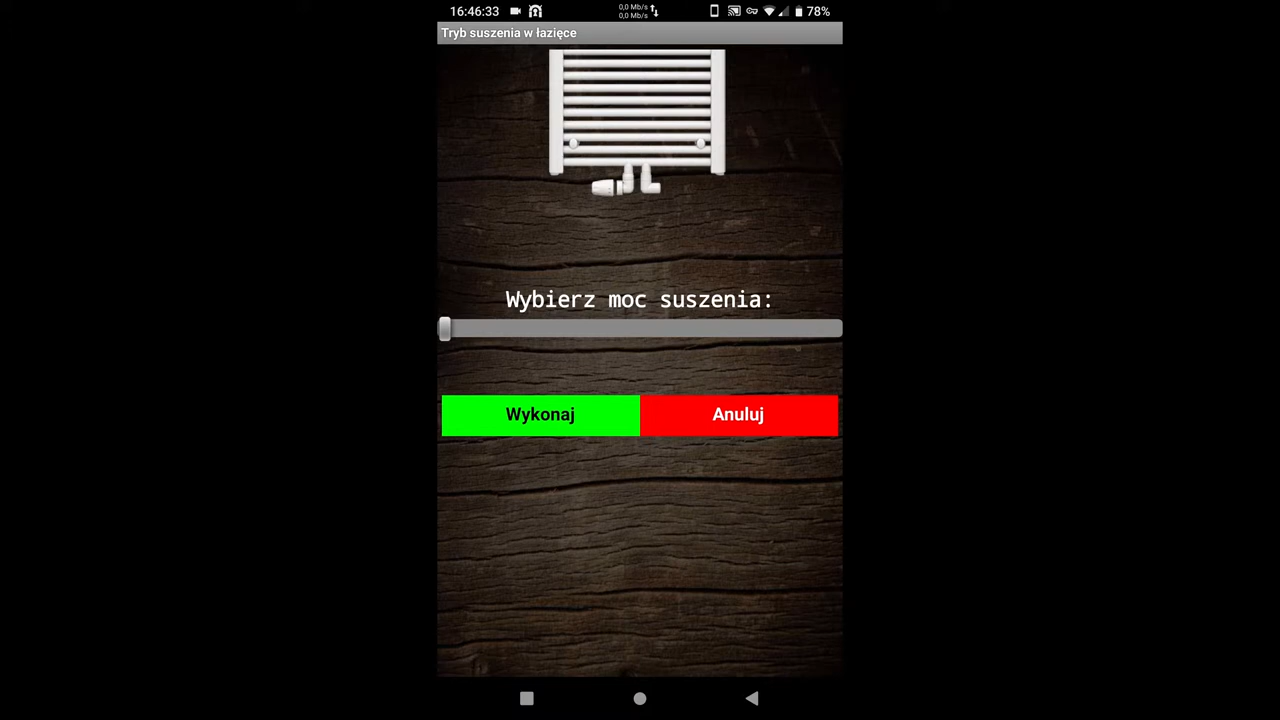 16:46:33
0,0 Mb/s
0,0 Mb/s
78%
Tryb suszenia w łazięce
Wybierz moc suszenia:
Wykonaj
Anuluj